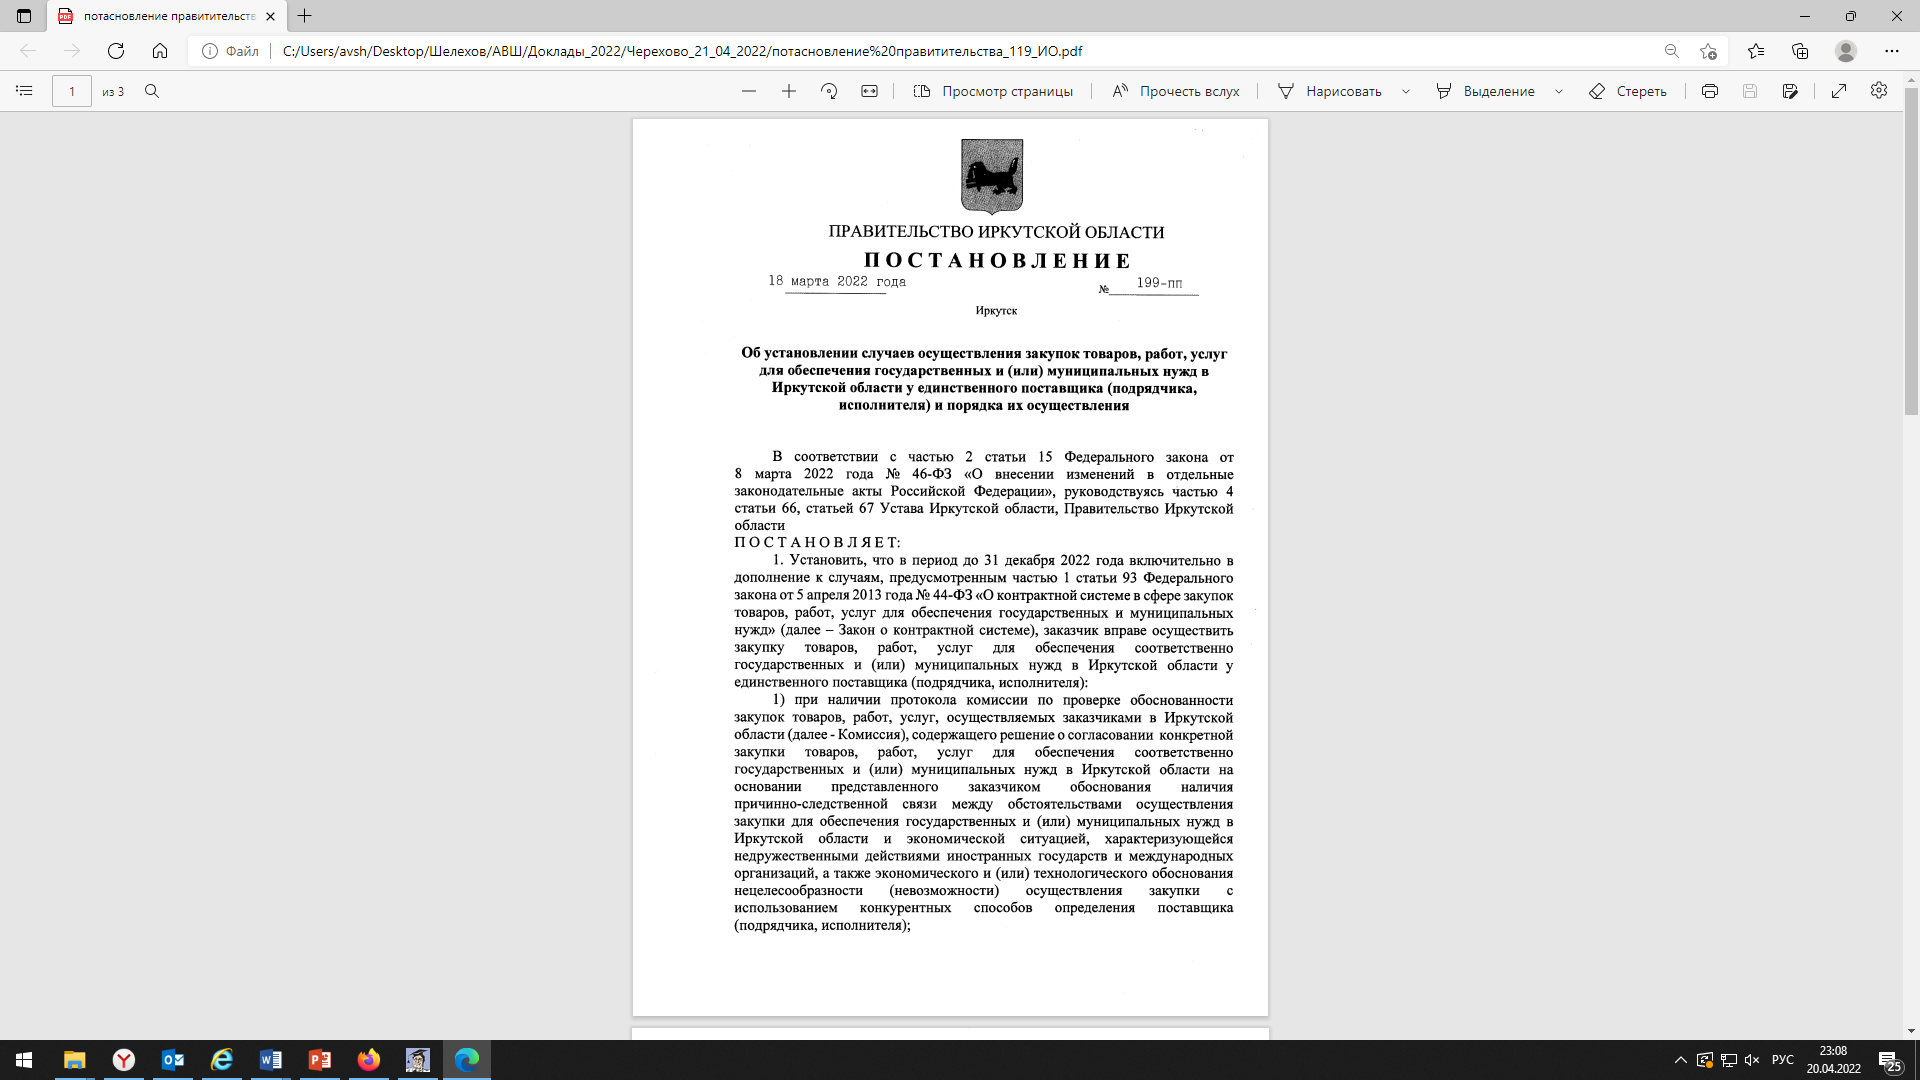 потасновление правитительств
Файл
C:/Users/avsh/Desktop/Шелехов/АВШ/Доклады_2022/Черехово_21_04_2022/потасновление%20правитительства_119_ИО.pdf
1 из 3
Просмотр страницы
Прочесть вслух
Нарисовать
Выделение
Стереть
ПРАВИТЕЛЬСТВО ИРКУТСКОЙ ОБЛАСТИ
ПОСТАНОВЛЕНИЕ
18 марта 2022 года № 199-пп
Иркутск
Об установлении случаев осуществления закупок товаров, работ, услуг
для обеспечения государственных и (или) муниципальных нужд в
Иркутской области у единственного поставщика (подрядчика,
исполнителя) и порядка их осуществления
В соответствии с частью 2 статьи 15 Федерального закона от
8 марта 2022 года № 46-ФЗ «О внесении изменений в отдельные
законодательные акты Российской Федерации», руководствуясь частью 4
статьи 66, статьей 67 Устава Иркутской области, Правительство Иркутской
области
П О С Т А Н О В Л Я Е Т:
1. Установить, что в период до 31 декабря 2022 года включительно в
дополнение к случаям, предусмотренным частью 1 статьи 93 Федерального
закона от 5 апреля 2013 года № 44-ФЗ «О контрактной системе в сфере закупок
товаров, работ, услуг для обеспечения государственных и муниципальных
нужд» (далее – Закон о контрактной системе), заказчик вправе осуществить
закупку товаров, работ, услуг для обеспечения соответственно
государственных и (или) муниципальных нужд в Иркутской области у
единственного поставщика (подрядчика, исполнителя):
1) при наличии протокола комиссии по проверке обоснованности
закупок товаров, работ, услуг, осуществляемых заказчиками в Иркутской
области (далее - Комиссия), содержащего решение о согласовании конкретной
закупки товаров, работ, услуг для обеспечения соответственно
государственных и (или) муниципальных нужд в Иркутской области на
основании представленного заказчиком обоснования наличия
причинно-следственной связи между обстоятельствами осуществления
закупки для обеспечения государственных и (или) муниципальных нужд в
Иркутской области и экономической ситуацией, характеризующейся
недружественными действиями иностранных государств и международных
организаций, а также экономического и (или) технологического обоснования
нецелесообразности (невозможности) осуществления закупки с
использованием конкурентных способов определения поставщика
(подрядчика, исполнителя);
РУС
23:08
20.04.2022
25